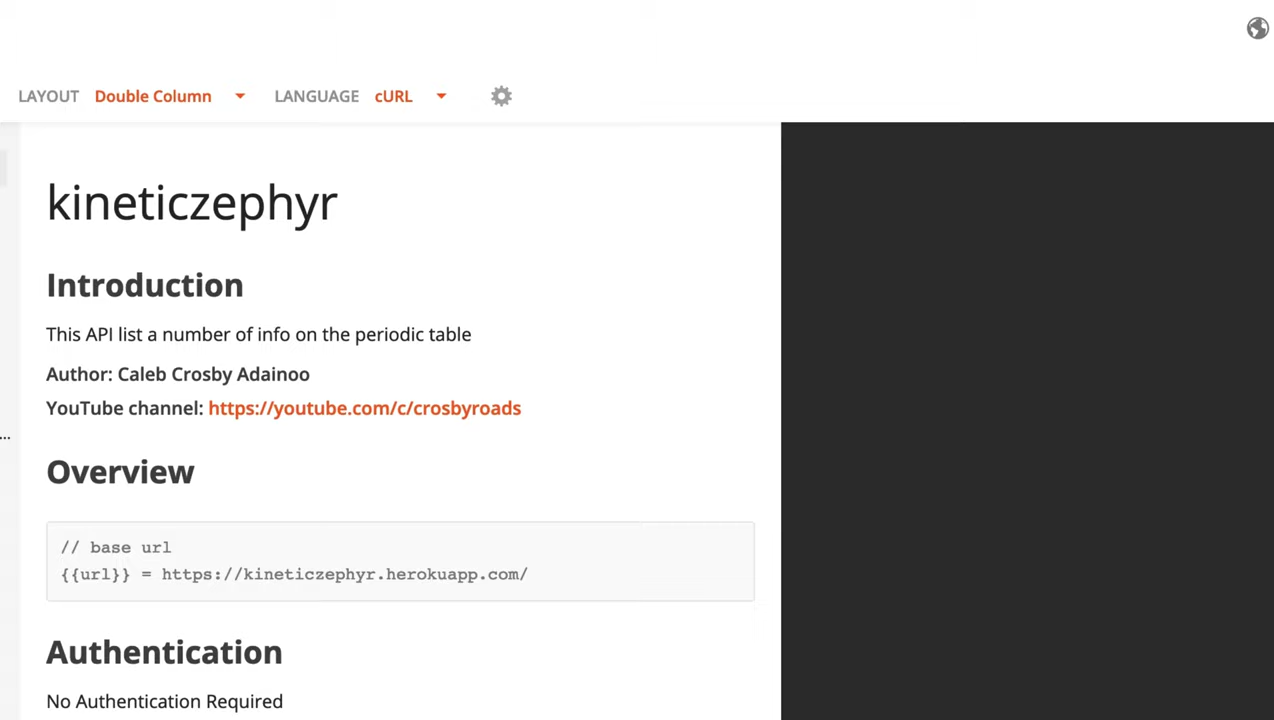 LAYOUT Double Column LANGUAGE cURL
kineticzephyr
Introduction
This API list a number of info on the periodic table
Author: Caleb Crosby Adainoo
YouTube channel: https://youtube.com/c/crosbyroads
...
Overview
// base url
{{url}} = https://kineticzephyr.herokuapp.com/
Authentication
No Authentication Required